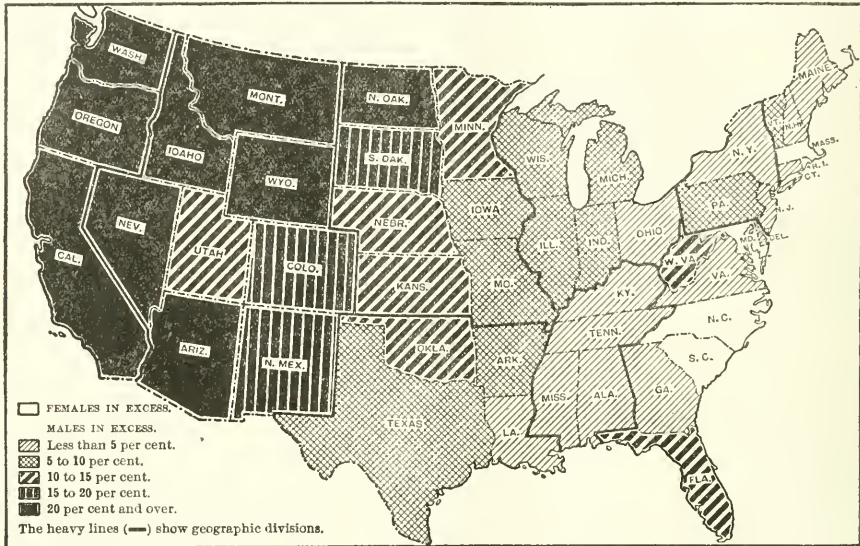 WASH.
MONT.
N. DAK.
MINN.
MAINE
OREGON
IDAHO
S. DAK.
WIS.
MICH.
VT.
N.H.
MASS.
N.Y.
R.I.
CT.
WYO.
IOWA
PA.
N.J.
NEV.
UTAH
NEBR.
ILL.
IND.
OHIO
MD.
DEL.
CAL.
COLO.
KANS.
MO.
W. VA.
VA.
KY.
N.C.
TENN.
ARIZ.
N. MEX.
OKLA.
ARK.
S.C.
MISS.
ALA.
GA.
TEXAS
LA.
FLA.
FEMALES IN EXCESS.
MALES IN EXCESS.
Less than 5 per cent.
5 to 10 per cent.
10 to 15 per cent.
15 to 20 per cent.
20 per cent and over.
The heavy lines (▬) show geographic divisions.